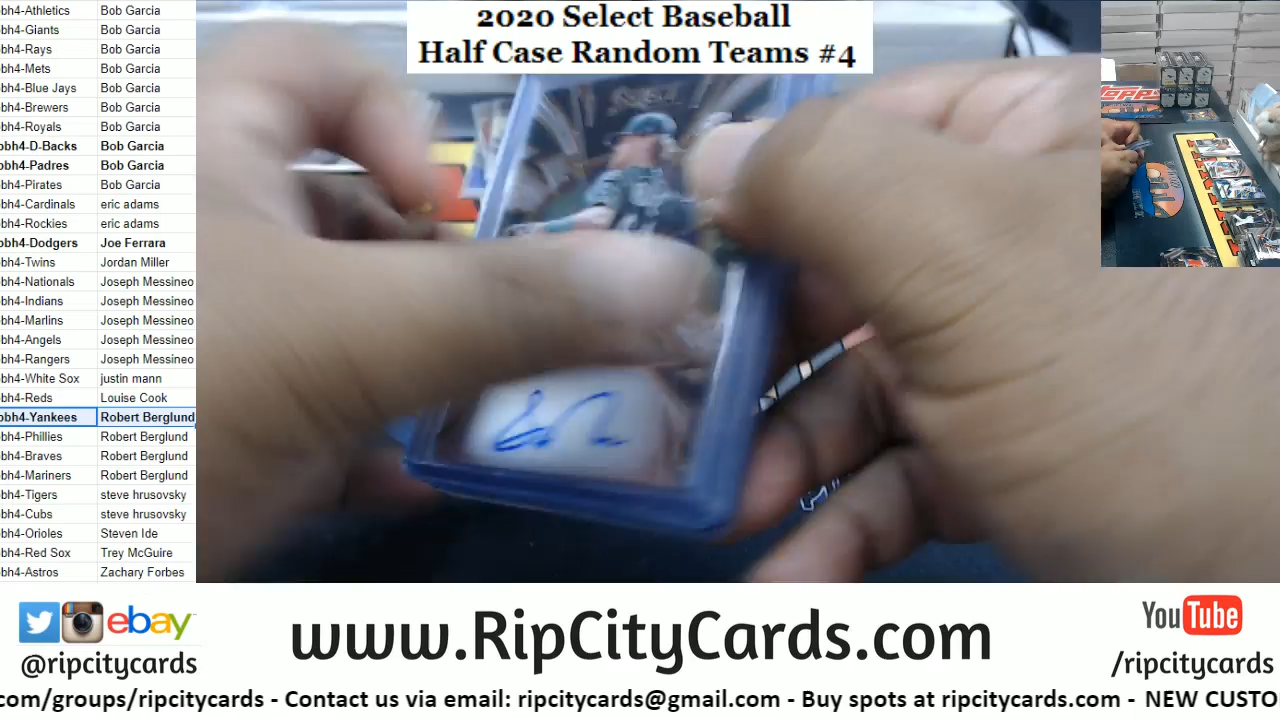 2020 Select Baseball
Half Case Random Teams #4
bh4-Athletics Bob Garcia
bh4-Giants Bob Garcia
bh4-Rays Bob Garcia
bh4-Mets Bob Garcia
bh4-Blue Jays Bob Garcia
bh4-Brewers Bob Garcia
bh4-Royals Bob Garcia
obh4-D-Backs Bob Garcia
obh4-Padres Bob Garcia
bh4-Pirates Bob Garcia
bh4-Cardinals eric adams
bh4-Rockies eric adams
obh4-Dodgers Joe Ferrara
bh4-Twins Jordan Miller
bh4-Nationals Joseph Messineo
bh4-Indians Joseph Messineo
bh4-Marlins Joseph Messineo
bh4-Angels Joseph Messineo
bh4-Rangers Joseph Messineo
bh4-White Sox justin mann
bh4-Reds Louise Cook
obh4-Yankees Robert Berglund
bh4-Phillies Robert Berglund
bh4-Braves Robert Berglund
bh4-Mariners Robert Berglund
bh4-Tigers steve hrusovsky
bh4-Cubs steve hrusovsky
bh4-Orioles Steven Ide
bh4-Red Sox Trey McGuire
bh4-Astros Zachary Forbes
topps
ebay
@ripcitycards
www.RipCityCards.com
YouTube
/ripcitycards
com/groups/ripcitycards - Contact us via email: ripcitycards@gmail.com - Buy spots at ripcitycards.com - NEW CUSTO